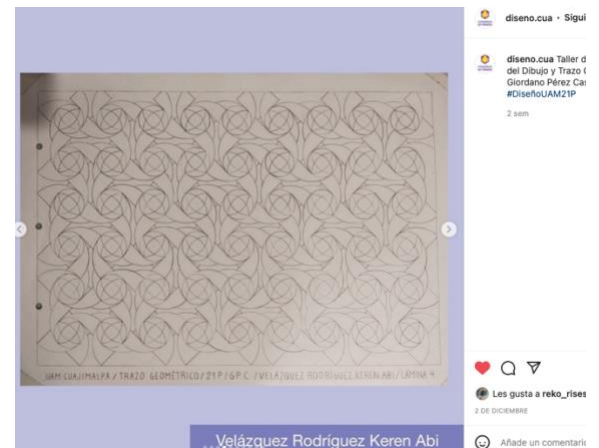 diseno.cua • Sigui
diseno.cua Taller d
del Dibujo y Trazo
Giordano Pérez Cas
#DiseñoUAM21P
2 sem
UAM CUAJIMALPA / TRAZO GEOMÉTRICO / 21P / GPC / VELÁZQUEZ RODRÍGUEZ KEREN ABI / LÁMINA 4
Velázquez Rodríguez Keren Abi
Les gusta a reko_rises
2 DE DICIEMBRE
Añade un comentario